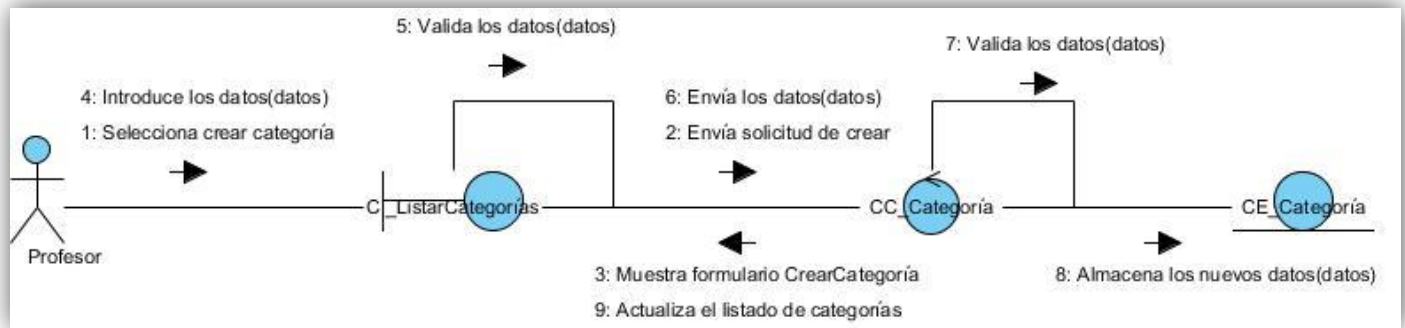 5: Valida los datos(datos)
7: Valida los datos(datos)
4: Introduce los datos(datos)
1: Selecciona crear categoría
6: Envía los datos(datos)
2: Envía solicitud de crear
Profesor
CI_ListarCategorías
CC_Categoría
CE_Categoría
3: Muestra formulario CrearCategoría
9: Actualiza el listado de categorías
8: Almacena los nuevos datos(datos)